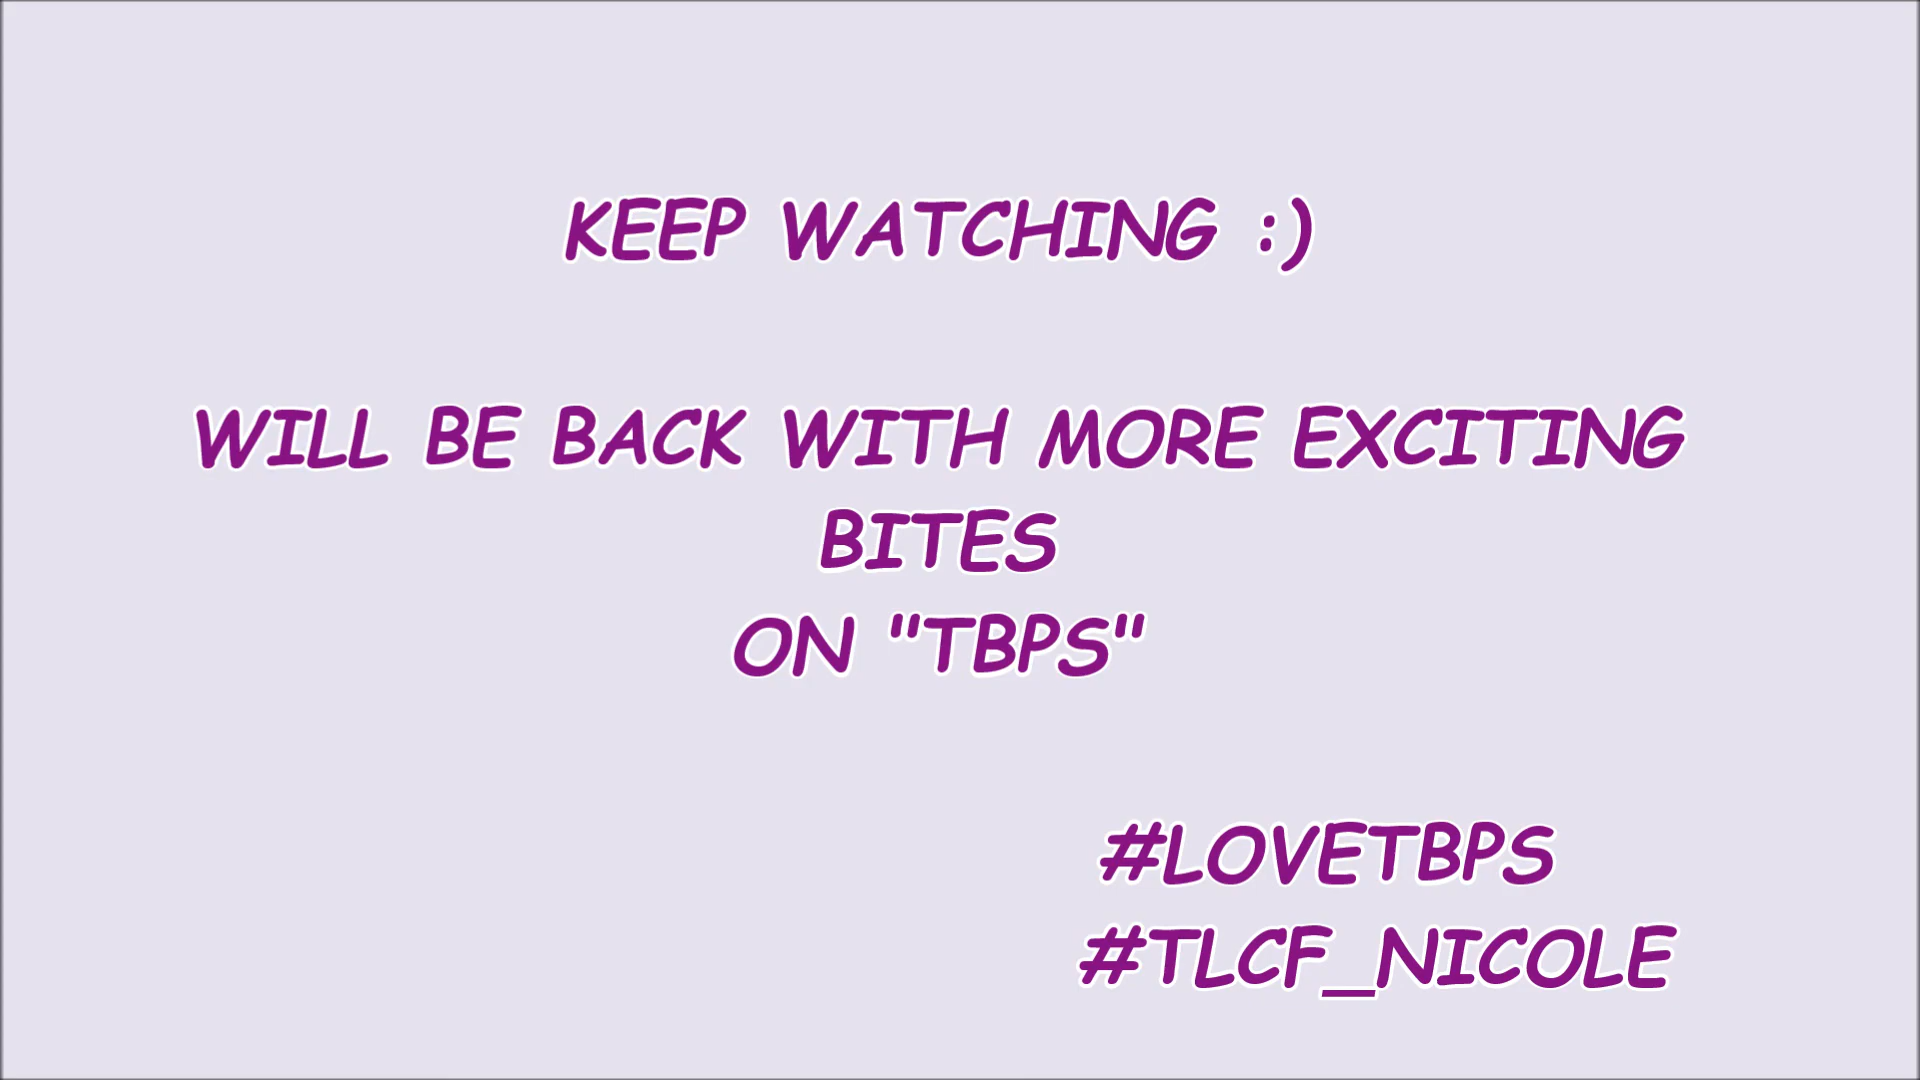 KEEP WATCHING :)
WILL BE BACK WITH MORE EXCITING
BITES
ON "TBPS"
#LOVETBPS
#TLCF_NICOLE